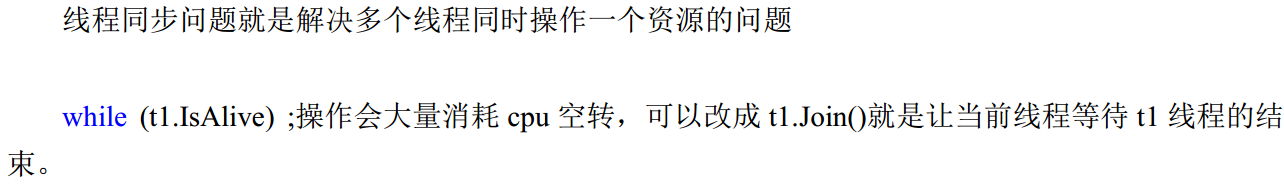 线程同步问题就是解决多个线程同时操作一个资源的问题
while (t1.IsAlive) ;操作会大量消耗 cpu 空转，可以改成 t1.Join()就是让当前线程等待 t1 线程的结
束。